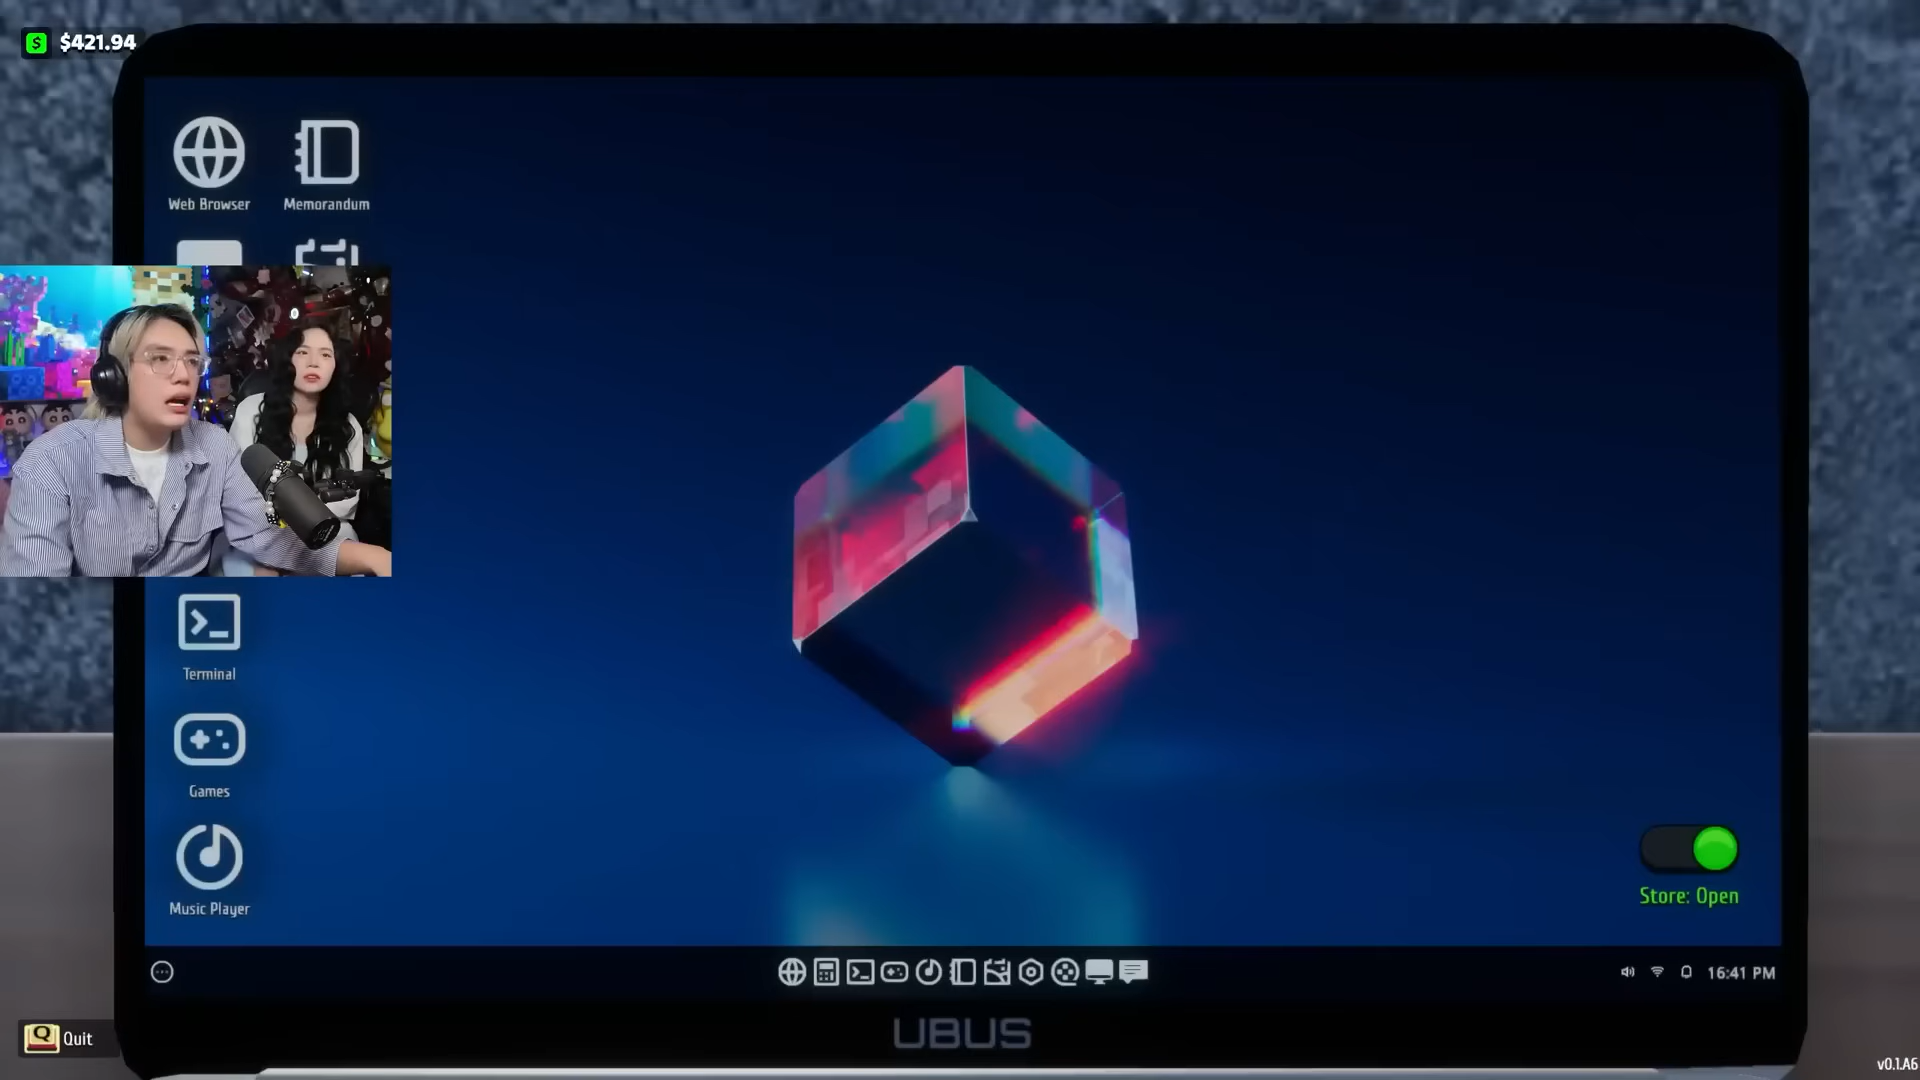 $421.94
Web Browser
Memorandum
Terminal
Games
Music Player
Store: Open
16:41 PM
Q Quit
UBUS
v0.1.A6